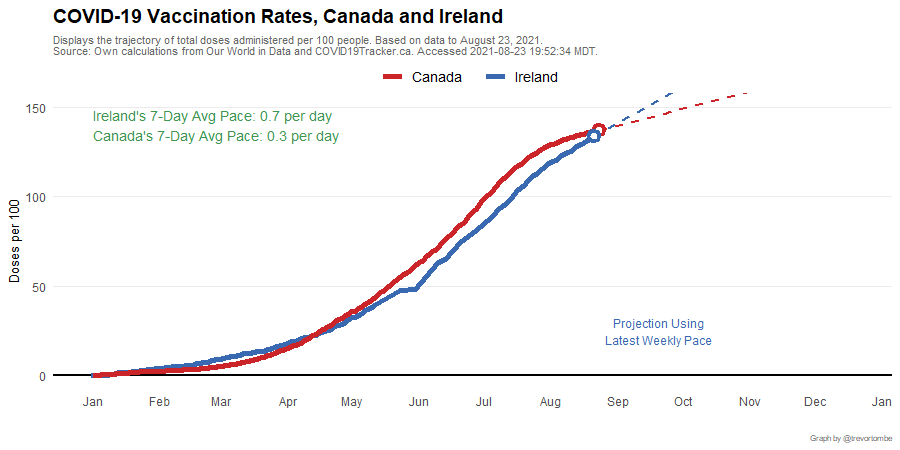 COVID-19 Vaccination Rates, Canada and Ireland
Displays the trajectory of total doses administered per 100 people. Based on data to August 23, 2021.
Source: Own calculations from Our World in Data and COVID19Tracker.ca. Accessed 2021-08-23 19:52:34 MDT.
Canada Ireland
150
Ireland's 7-Day Avg Pace: 0.7 per day
Canada's 7-Day Avg Pace: 0.3 per day
100
Doses per 100
50
Projection Using
Latest Weekly Pace
0
Jan Feb Mar Apr May Jun Jul Aug Sep Oct Nov Dec Jan
Graph by @trevortombe